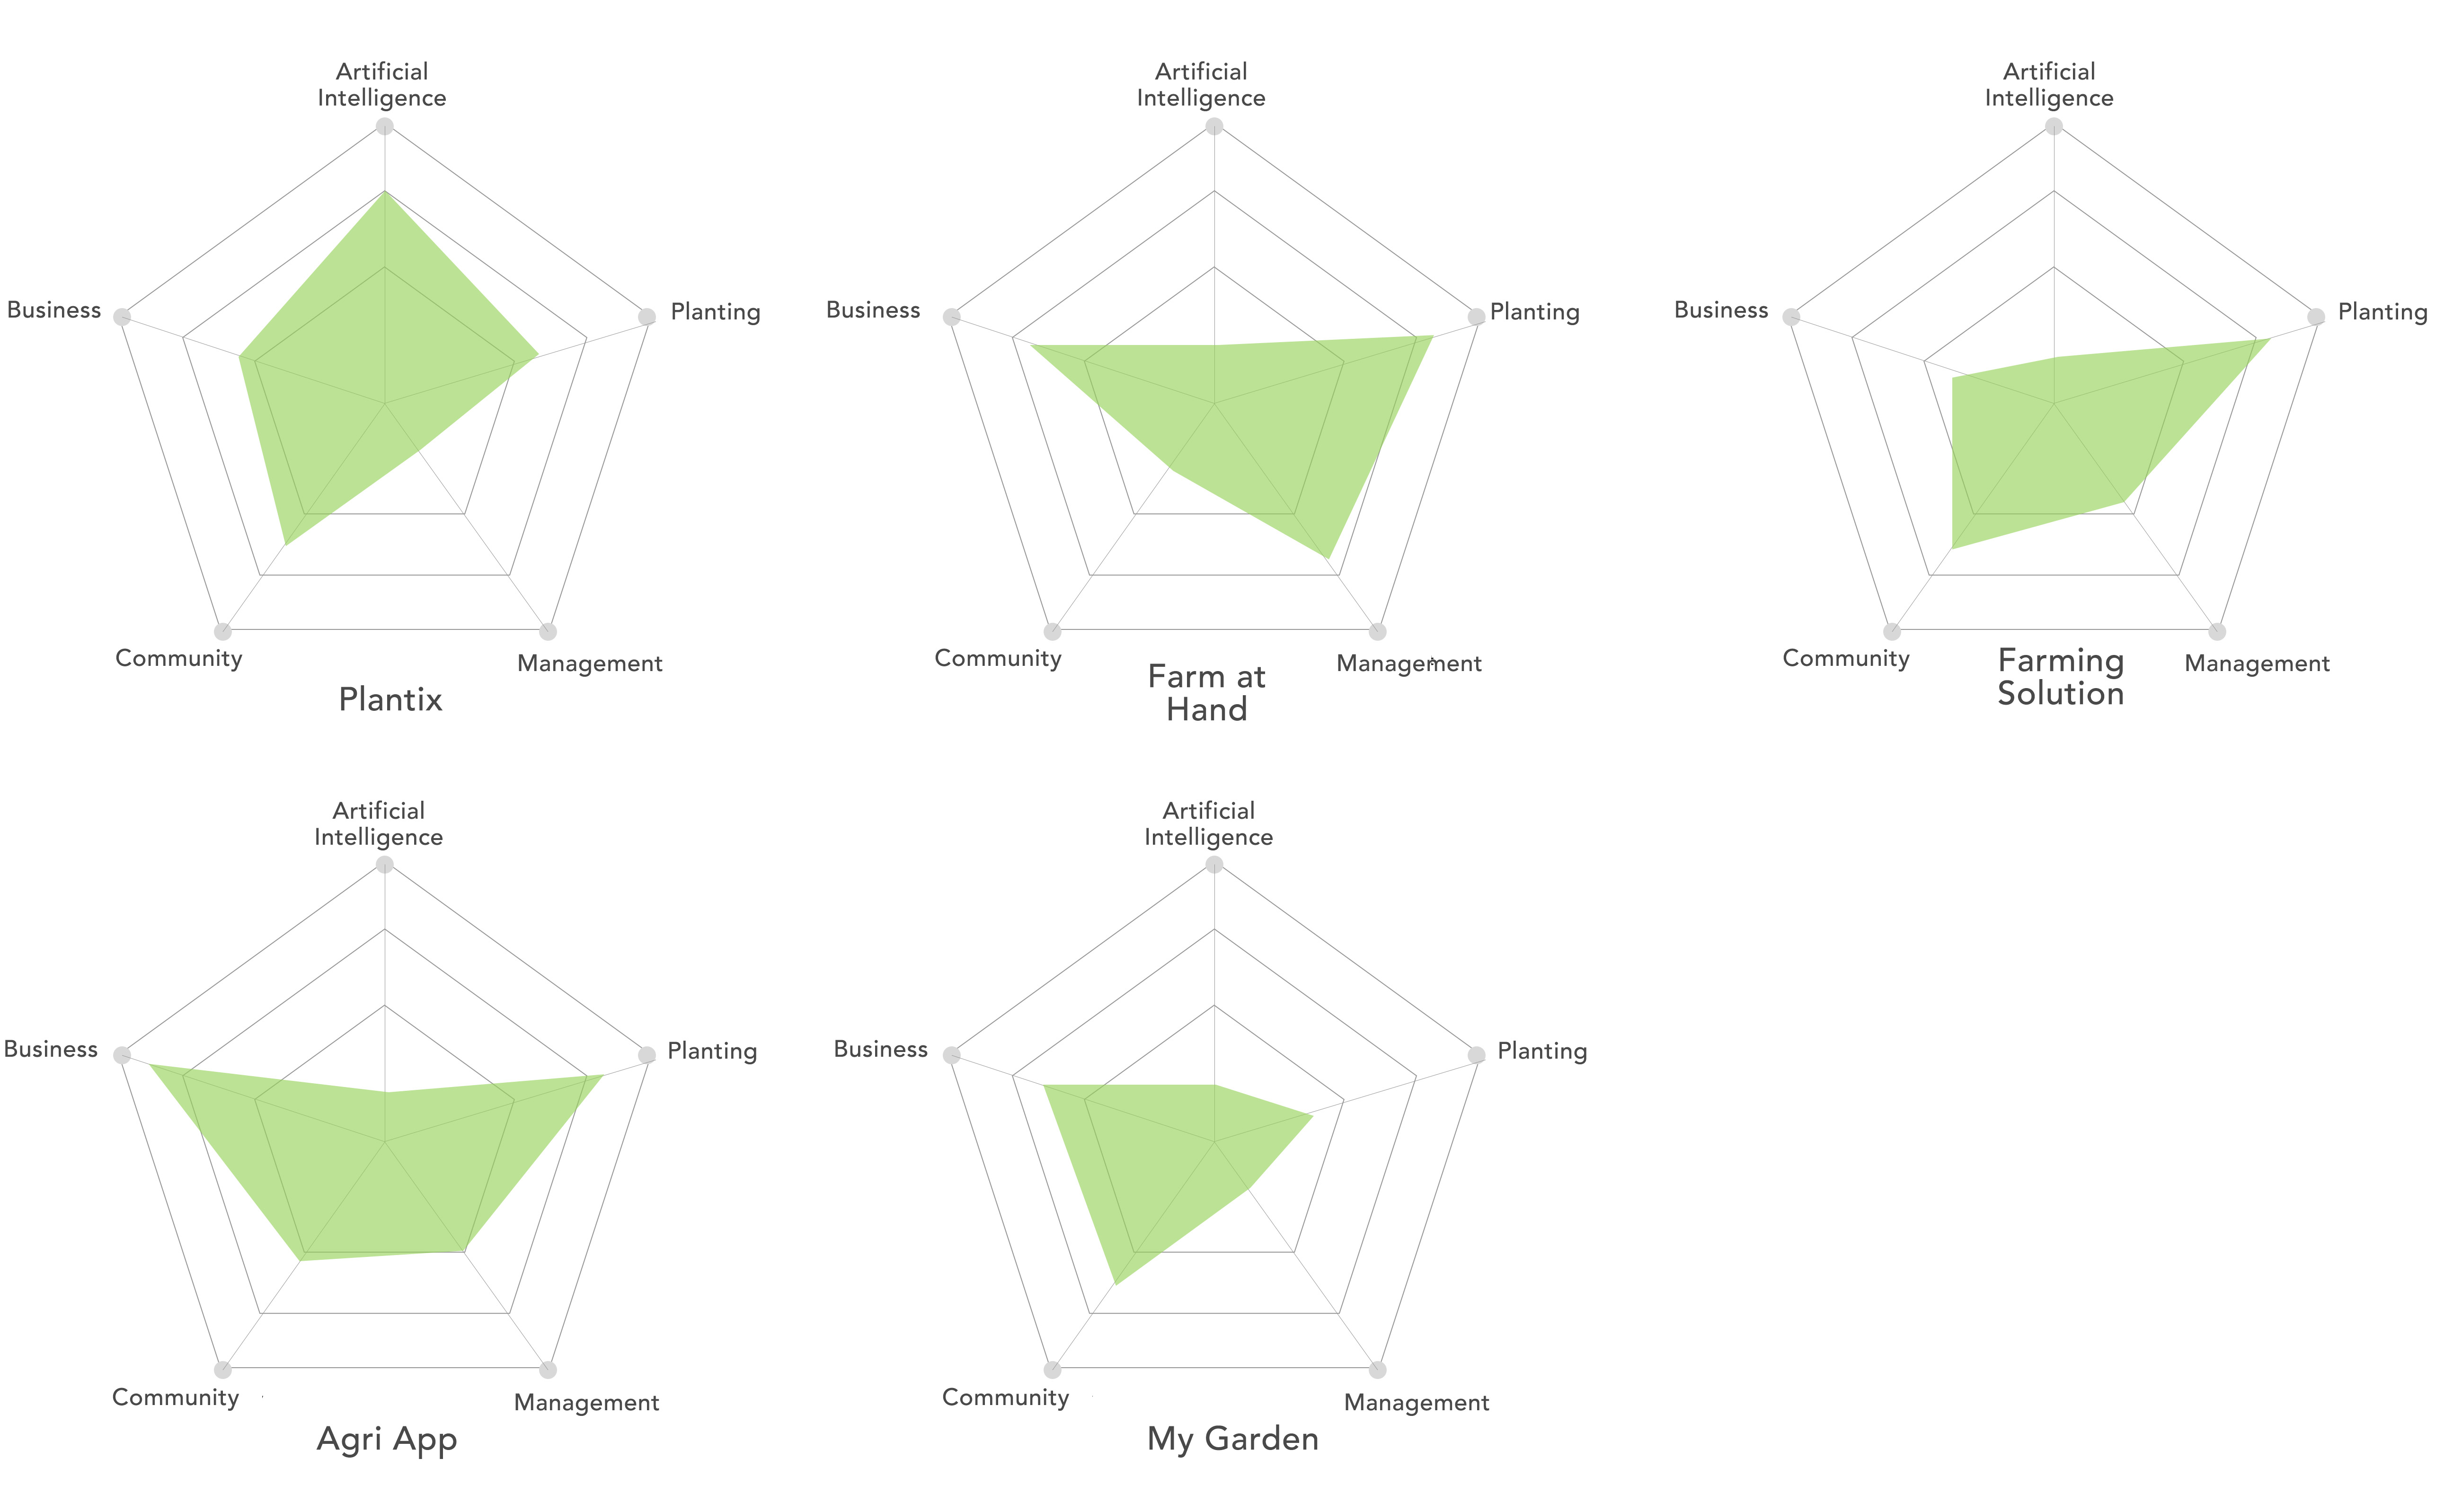 Artificial
Intelligence
Business
Planting
Community
Management
Plantix
Artificial
Intelligence
Business
Planting
Community
Management
Farm at
Hand
Artificial
Intelligence
Business
Planting
Community
Management
Farming
Solution
Artificial
Intelligence
Business
Planting
Community
Management
Agri App
Artificial
Intelligence
Business
Planting
Community
Management
My Garden